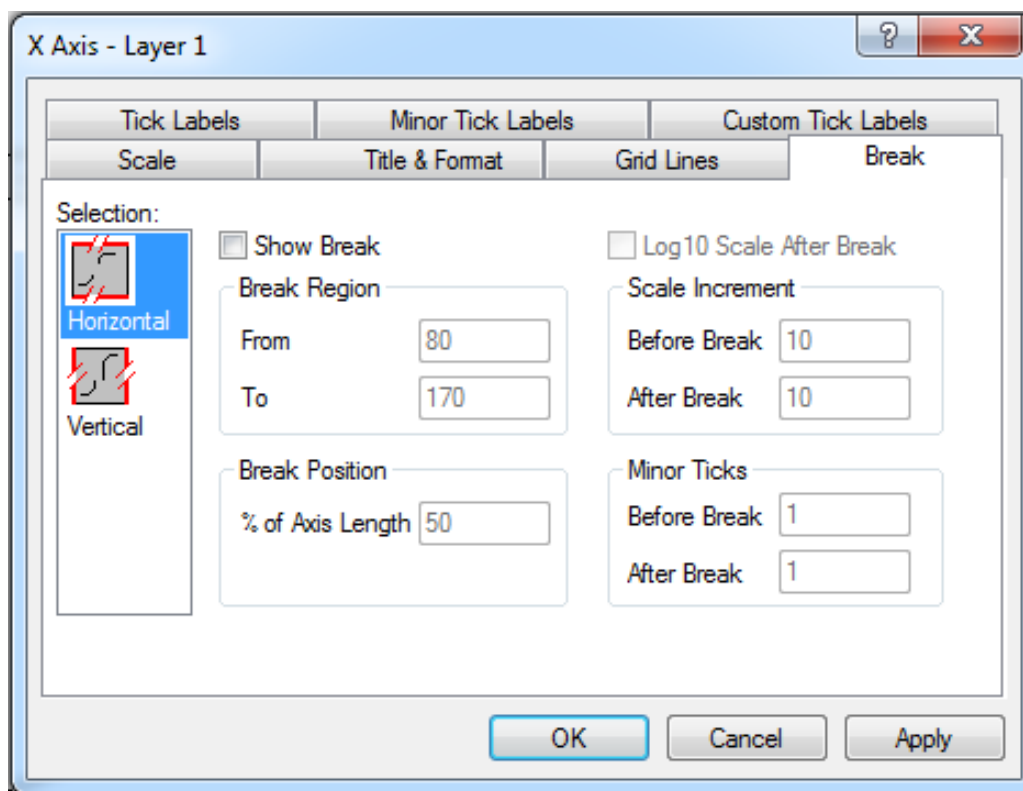 X Axis - Layer 1
?
Tick Labels Minor Tick Labels Custom Tick Labels
Scale Title & Format Grid Lines Break
Selection:
Horizontal
Vertical
Show Break
Break Region
From 80
To 170
Break Position
% of Axis Length 50
Log10 Scale After Break
Scale Increment
Before Break 10
After Break 10
Minor Ticks
Before Break 1
After Break 1
OK Cancel Apply